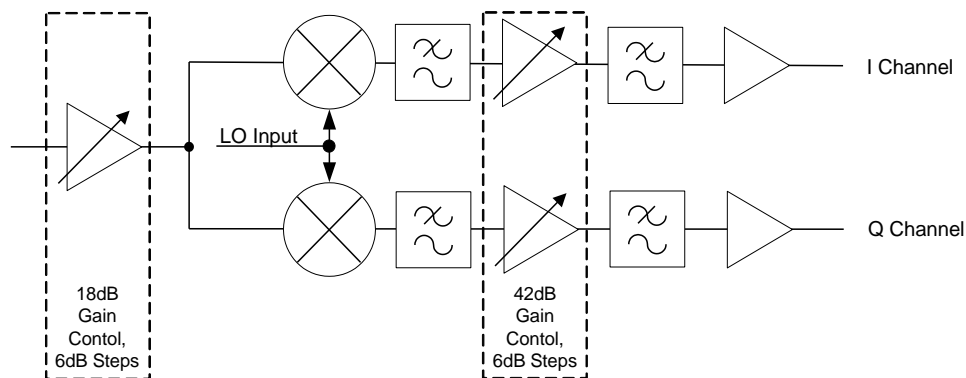 I Channel
LO Input
Q Channel
18dB
Gain
Contol,
6dB Steps
42dB
Gain
Contol,
6dB Steps